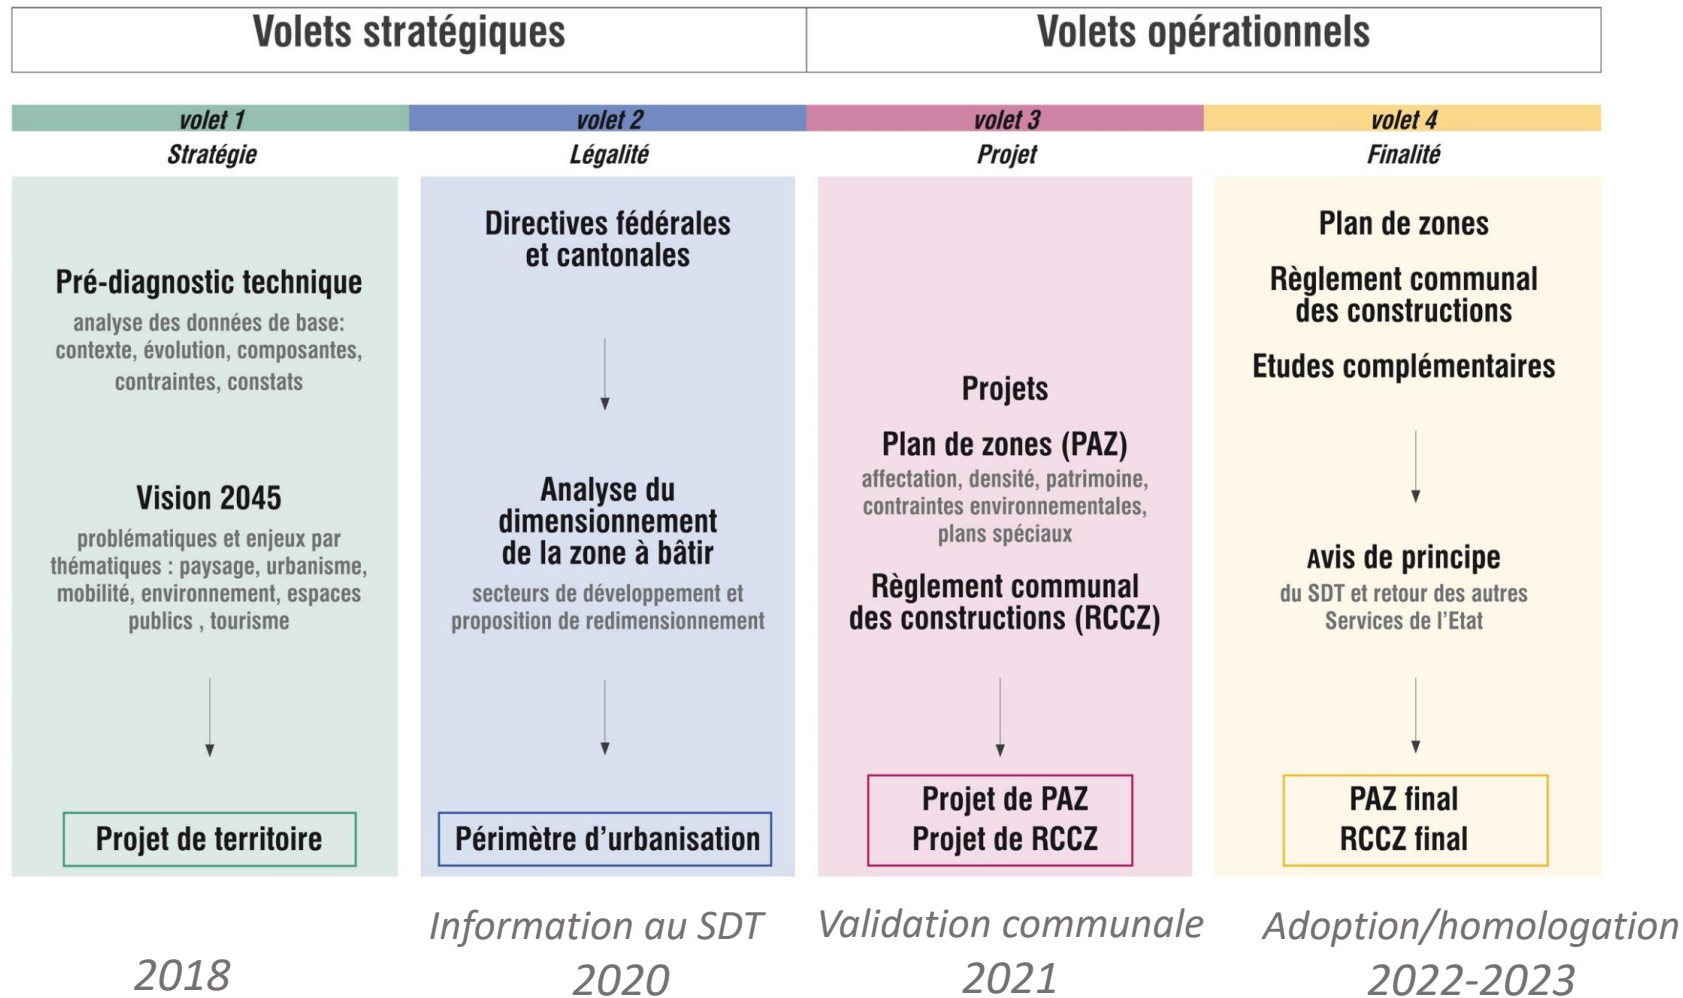 Volets stratégiques
Volets opérationnels
volet 1
Stratégie
Pré-diagnostic technique
analyse des données de base:
contexte, évolution, composantes,
contraintes, constats
Vision 2045
problématiques et enjeux par
thématiques : paysage, urbanisme,
mobilité, environnement, espaces
publics , tourisme
Projet de territoire
2018
volet 2
Légalité
Directives fédérales
et cantonales
Analyse du
dimensionnement
de la zone à bâtir
secteurs de développement et
proposition de redimensionnement
Périmètre d'urbanisation
Information au SDT
2020
volet 3
Projet
Projets
Plan de zones (PAZ)
affectation, densité, patrimoine,
contraintes environnementales,
plans spéciaux
Règlement communal
des constructions (RCCZ)
Projet de PAZ
Projet de RCCZ
Validation communale
2021
volet 4
Finalité
Plan de zones
Règlement communal
des constructions
Etudes complémentaires
Avis de principe
du SDT et retour des autres
Services de l'Etat
PAZ final
RCCZ final
Adoption/homologation
2022-2023